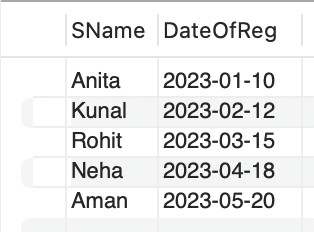 SName DateOfReg
Anita 2023-01-10
Kunal 2023-02-12
Rohit 2023-03-15
Neha 2023-04-18
Aman 2023-05-20